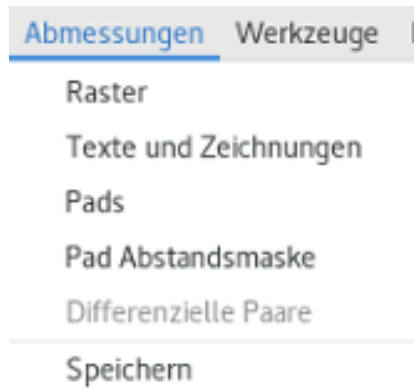 Abmessungen Werkzeuge
Raster
Texte und Zeichnungen
Pads
Pad Abstandsmaske
Differenzielle Paare
Speichern